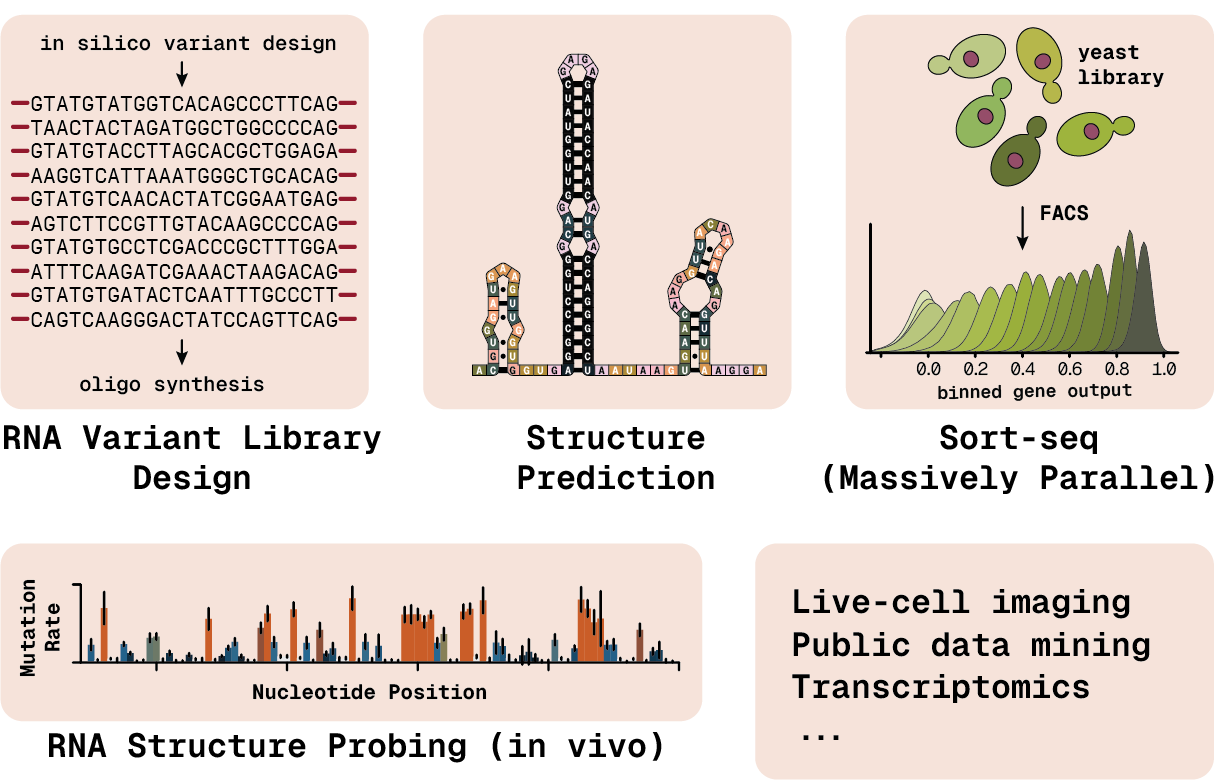 in silico variant design
GTATGTATGGTCACAGCCCTTCAG
TAACTACTAGATGGCTGGCCCCAG
GTATGTACCTTAGCACGCTGGAGA
AAGGTCATTAAATGGGCTGCACAG
GTATGTCAACACTATCGGAATGAG
AGTCTTCCGTTGTACAAGCCCCAG
GTATGTGCCTCGACCCGCTTTGGA
ATTTCAAGATCGAAACTAAGACAG
GTATGTGATACTCAATTTGCCCTT
CAGTCAAGGGACTATCCAGTTCAG
oligo synthesis
RNA Variant Library
Design
Structure
Prediction
yeast
library
FACS
0.0 0.2 0.4 0.6 0.8 1.0
binned gene output
Sort-seq
(Massively Parallel)
Mutation
Rate
Nucleotide Position
RNA Structure Probing (in vivo)
Live-cell imaging
Public data mining
Transcriptomics
...